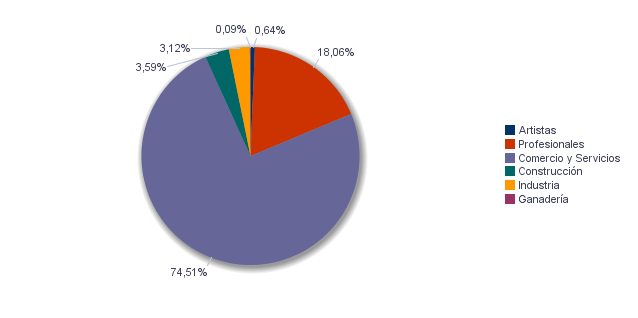 0,09%
0,64%
3,12%
18,06%
3,59%
74,51%
Artistas
Profesionales
Comercio y Servicios
Construcción
Industria
Ganadería